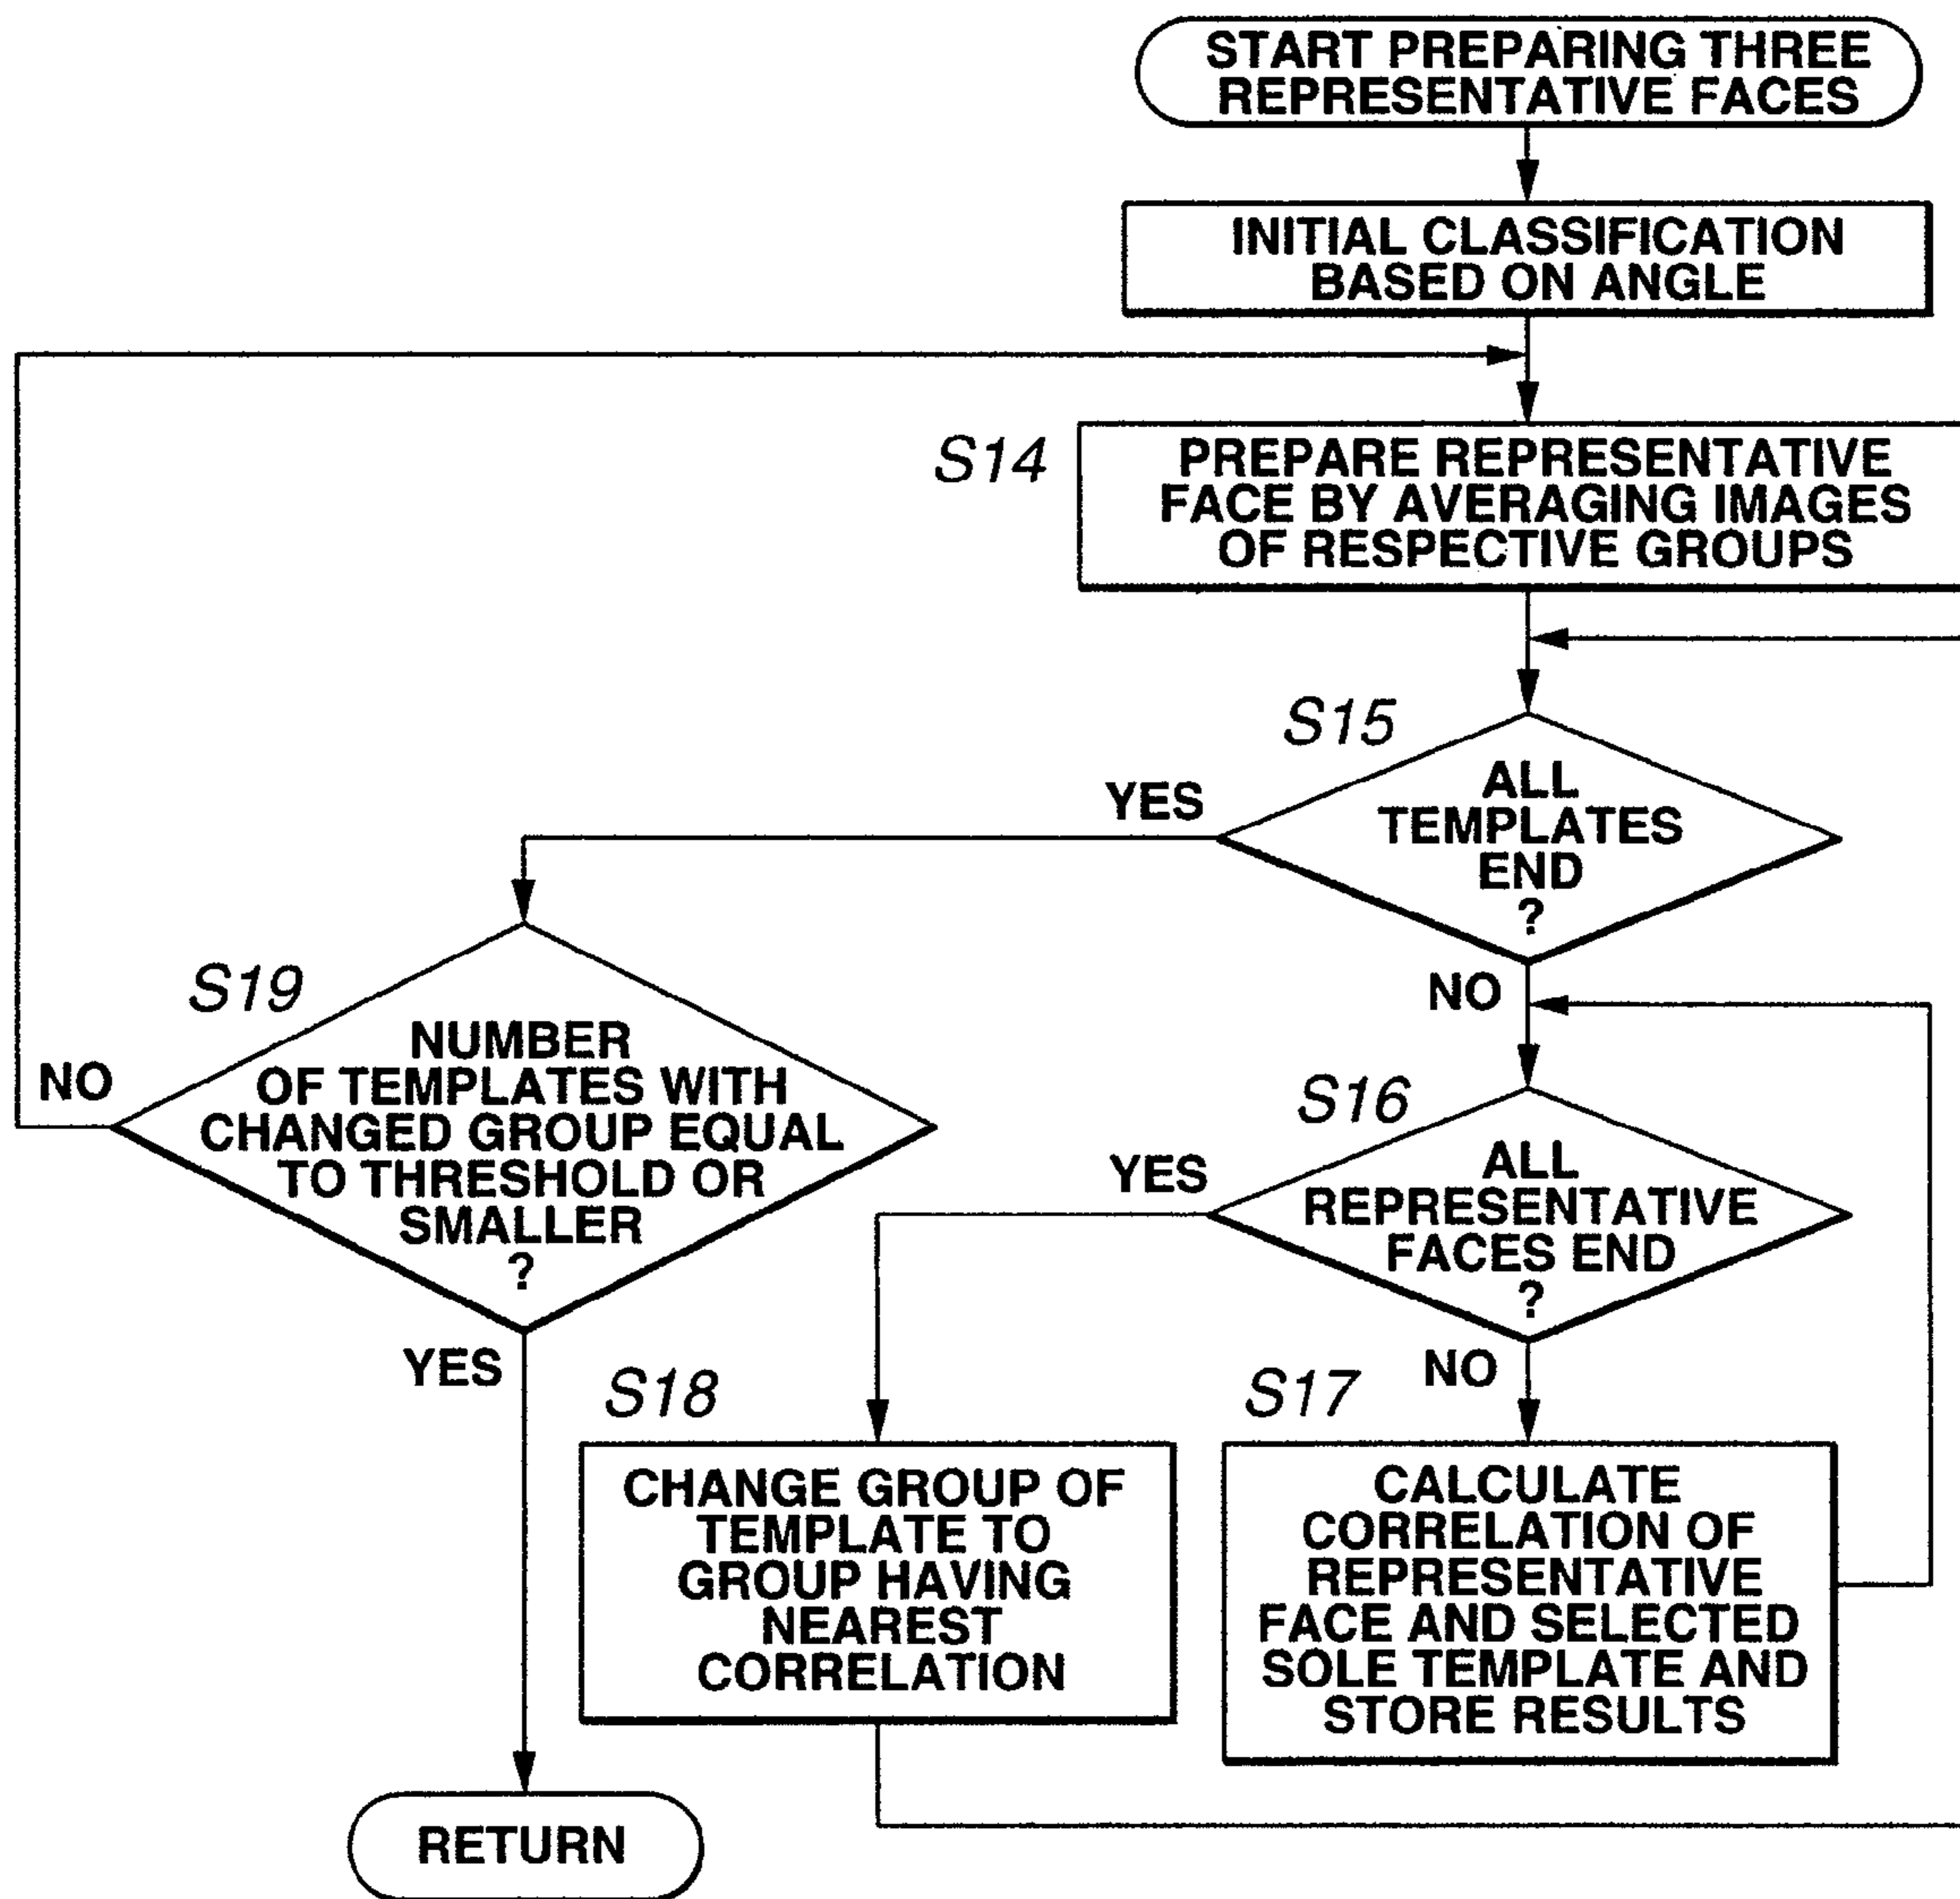 START PREPARING THREE
REPRESENTATIVE FACES
INITIAL CLASSIFICATION
BASED ON ANGLE
S14
PREPARE REPRESENTATIVE
FACE BY AVERAGING IMAGES
OF RESPECTIVE GROUPS
S15
YES
ALL
TEMPLATES
END
?
NO
S19
NO
NUMBER
OF TEMPLATES WITH
CHANGED GROUP EQUAL
TO THRESHOLD OR
SMALLER
?
YES
S16
YES
ALL
REPRESENTATIVE
FACES END
?
NO
S18
CHANGE GROUP OF
TEMPLATE TO
GROUP HAVING
NEAREST
CORRELATION
S17
CALCULATE
CORRELATION OF
REPRESENTATIVE
FACE AND SELECTED
SOLE TEMPLATE AND
STORE RESULTS
RETURN